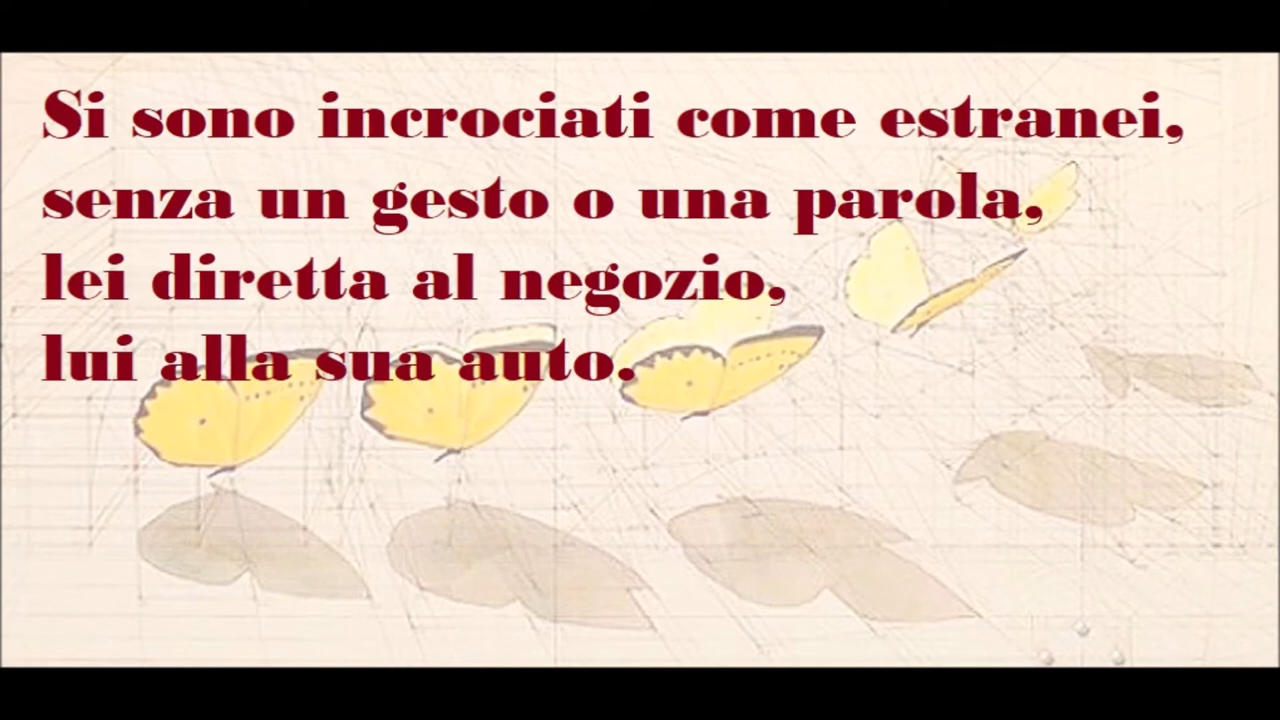 Si sono incrociati come estranei,
senza un gesto o una parola,
lei diretta al negozio,
lui alla sua auto.